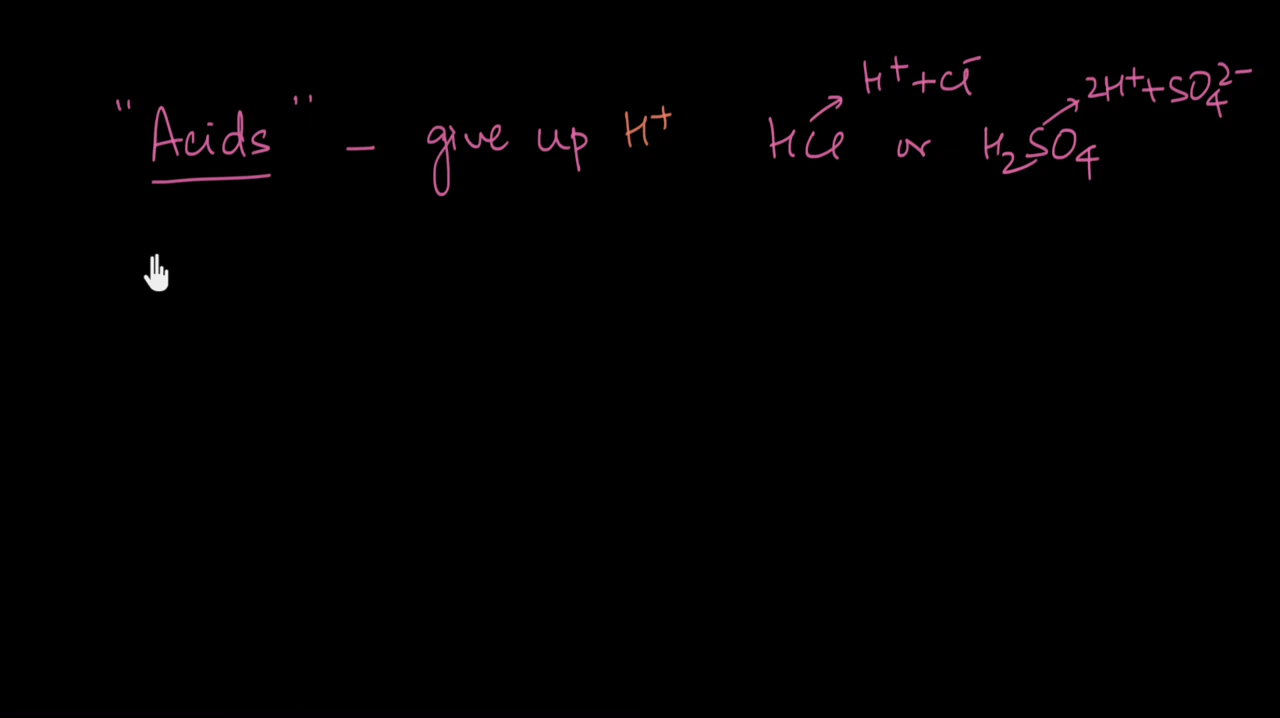 H⁺ + Cl⁻ 2H⁺ + SO₄²⁻
"Acids" – give up H⁺ HCl or H₂SO₄